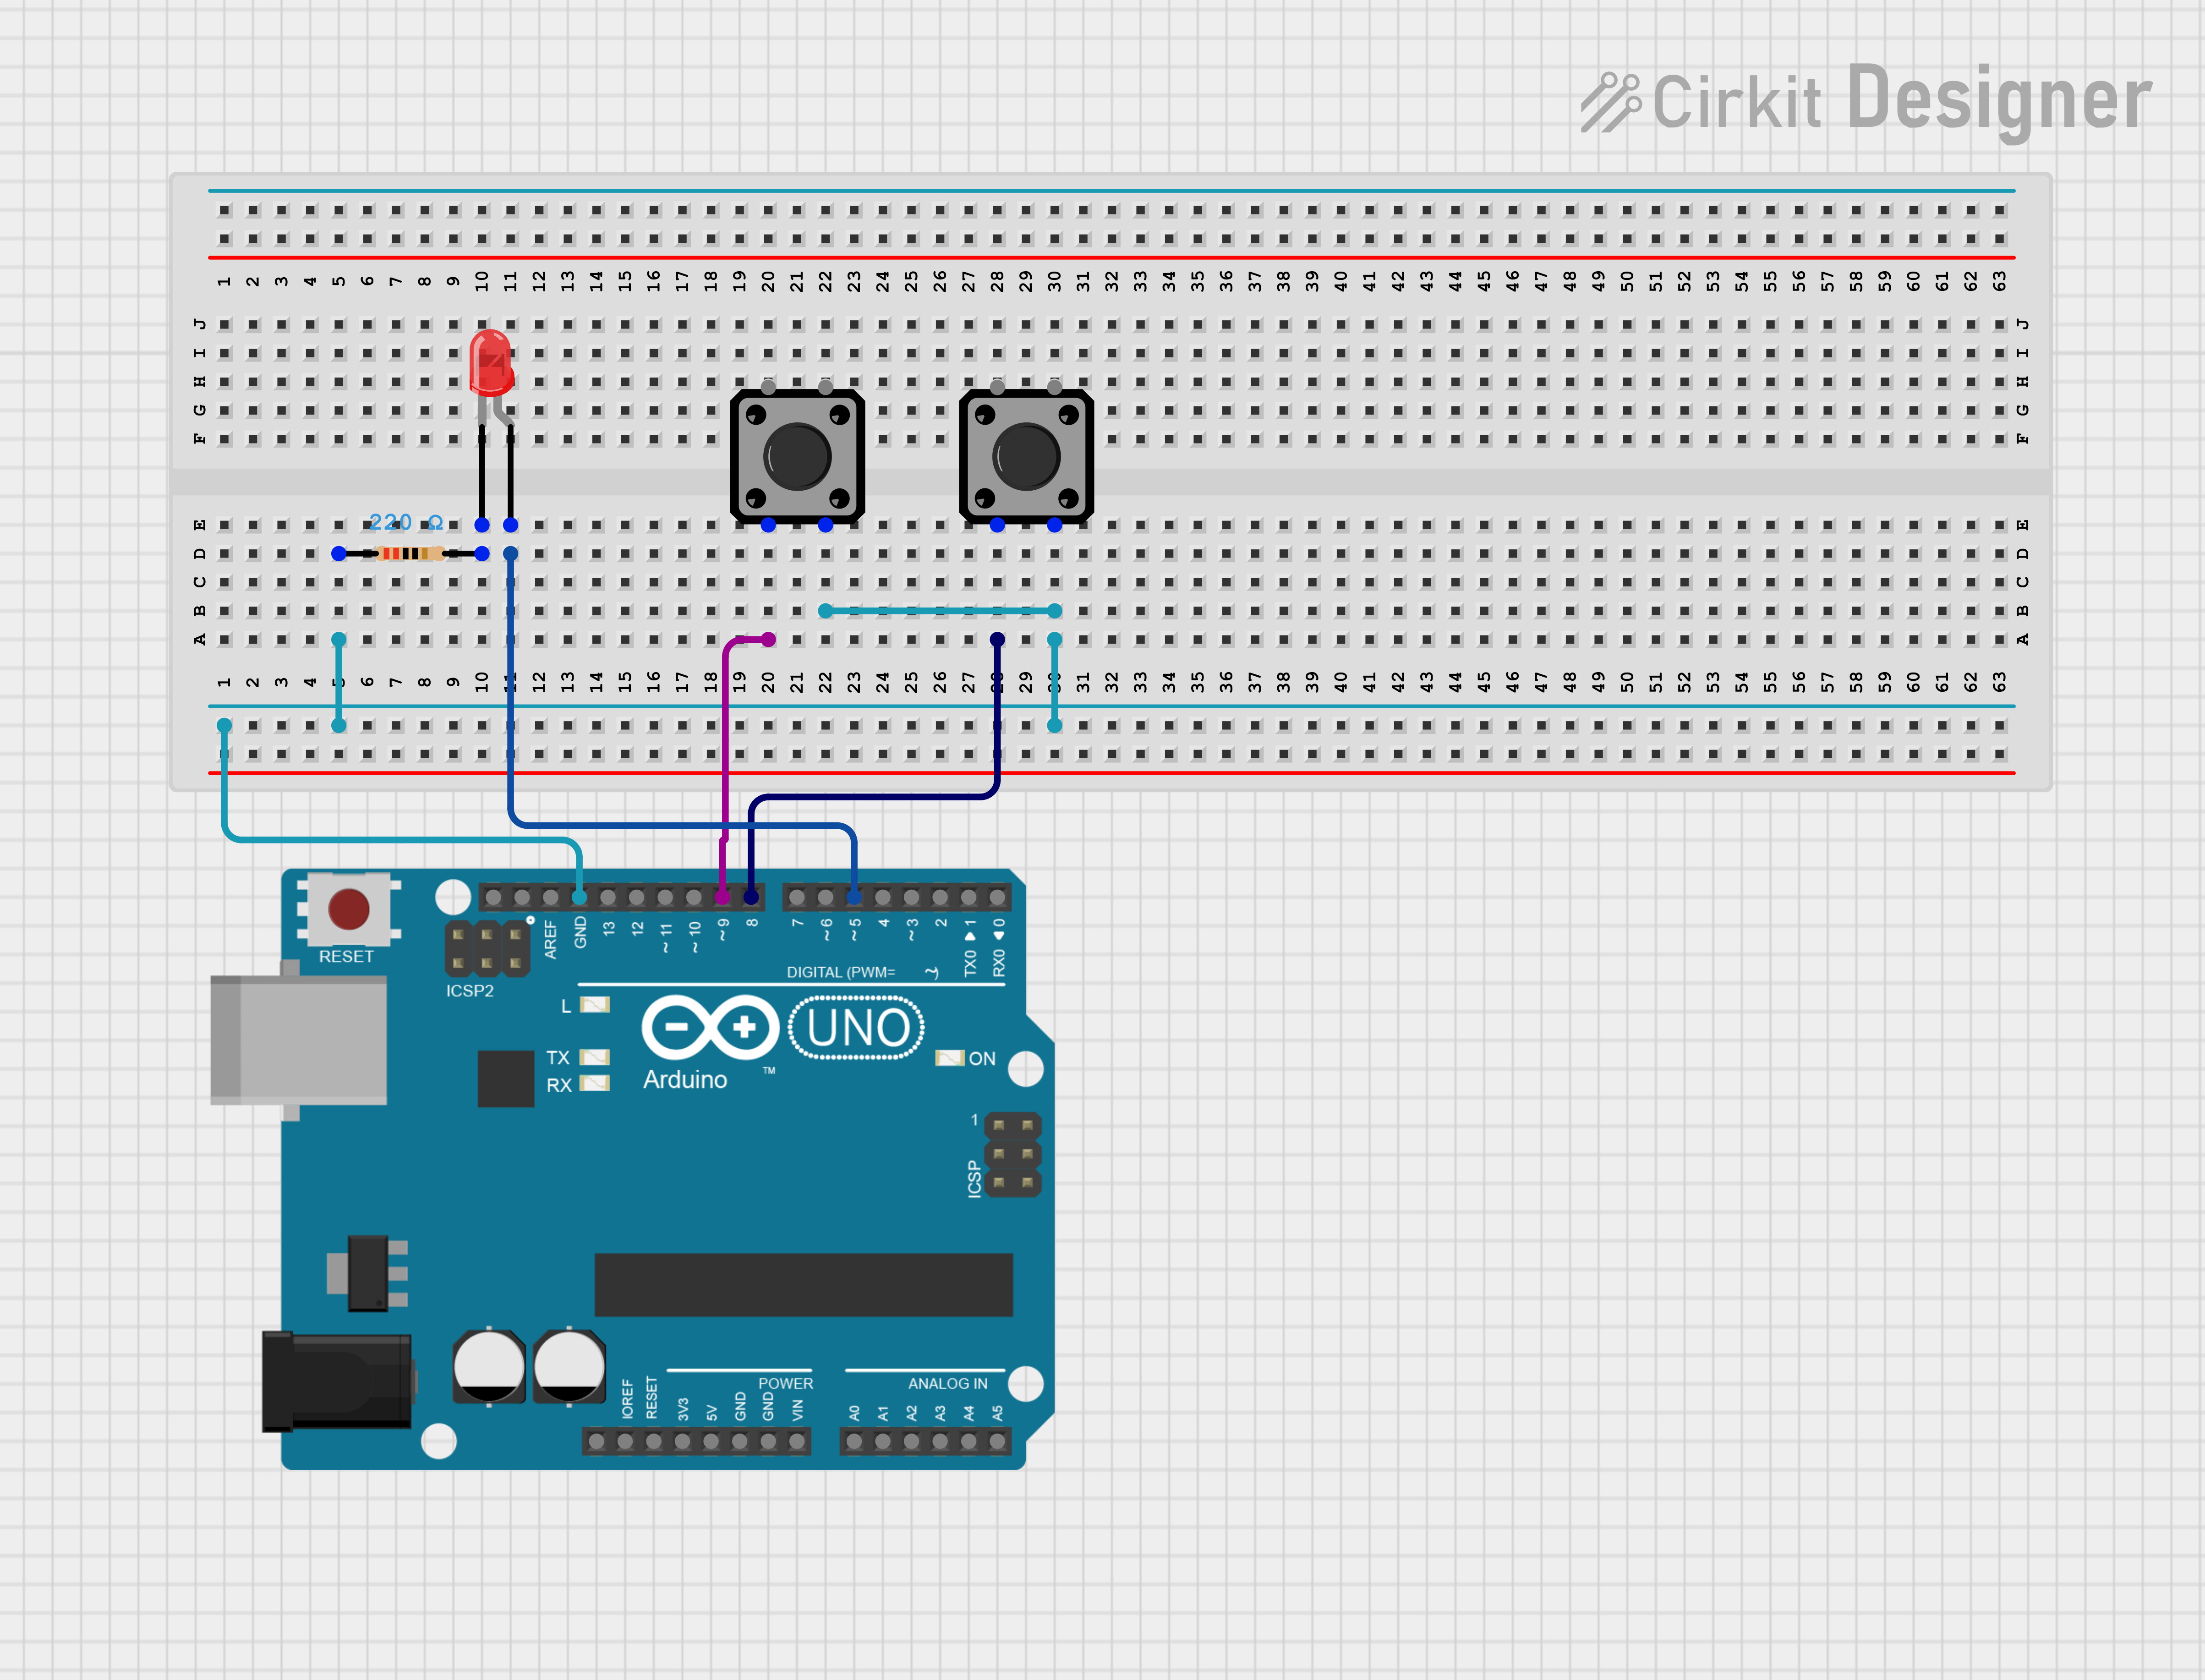 Cirkit Designer
1 2 3 4 5 6 7 8 9 10 11 12 13 14 15 16 17 18 19 20 21 22 23 24 25 26 27 28 29 30 31 32 33 34 35 36 37 38 39 40 41 42 43 44 45 46 47 48 49 50 51 52 53 54 55 56 57 58 59 60 61 62 63
J J
I I
H H
G G
F F
220 Ω
E E
D D
C C
B B
A A
1 2 3 4 5 6 7 8 9 10 11 12 13 14 15 16 17 18 19 20 21 22 23 24 25 26 27 28 29 30 31 32 33 34 35 36 37 38 39 40 41 42 43 44 45 46 47 48 49 50 51 52 53 54 55 56 57 58 59 60 61 62 63
RESET
AREF GND 13 12 ~11 ~10 ~9 8 7 ~6 ~5 4 ~3 2 TX0 ▶ 1 RX0 ◀ 0
ICSP2
DIGITAL (PWM= ~
L
UNO
TX
RX
ON
Arduino ™
1
ICSP
POWER
ANALOG IN
IOREF RESET 3V3 5V GND GND VIN A0 A1 A2 A3 A4 A5